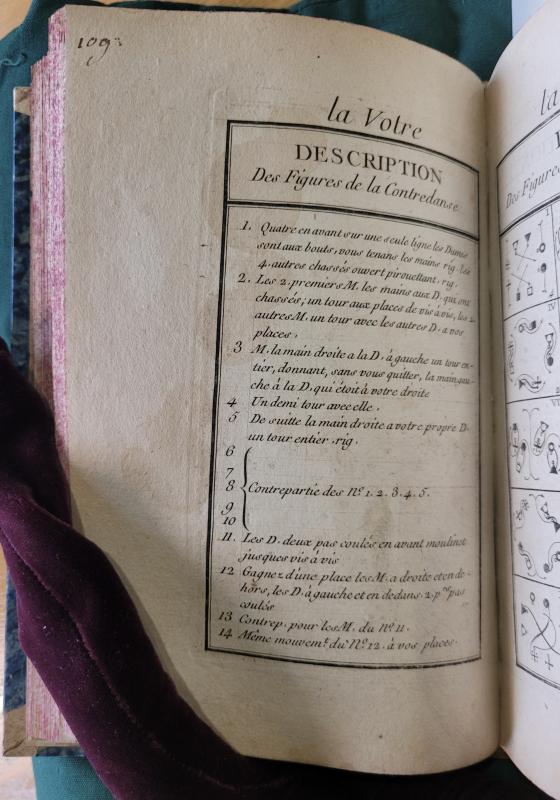 109
la Votre
DESCRIPTION
Des Figures de la Contredanse
1. Quatre en avant sur une seule ligne les Dames
sont aux bouts, vous tenans les mains rig. les
4. autres chassés ouvert pirouettant, rig.
2. Les 2. premiers M. les mains aux D. qui ont
chassés; un tour aux places de vis a vis, les 2.
autres M. un tour avec les autres D. a vos
places.
3 M. la main droite a la D. à gauche un tour en-
tier, donnant, sans vous quitter, la main gau-
che à la D. qui étoit à votre droite
4 Un demi tour avec elle.
5 De suitte la main droite a votre propre D.
un tour entier. rig.
6
7
8 Contrepartie des Nº 1. 2. 3. 4. 5.
9
10
11. Les D. deux pas coulés en avant moulinet
jusques vis à vis
12 Gagnez d'une place les M. a droite et en de-
hors, les D. à gauche et en dedans. 2. pas
coulés
13 Contrep. pour les M. du Nº 11.
14 Même mouvemt. du Nº 12. à vos places.
la
Des Figures